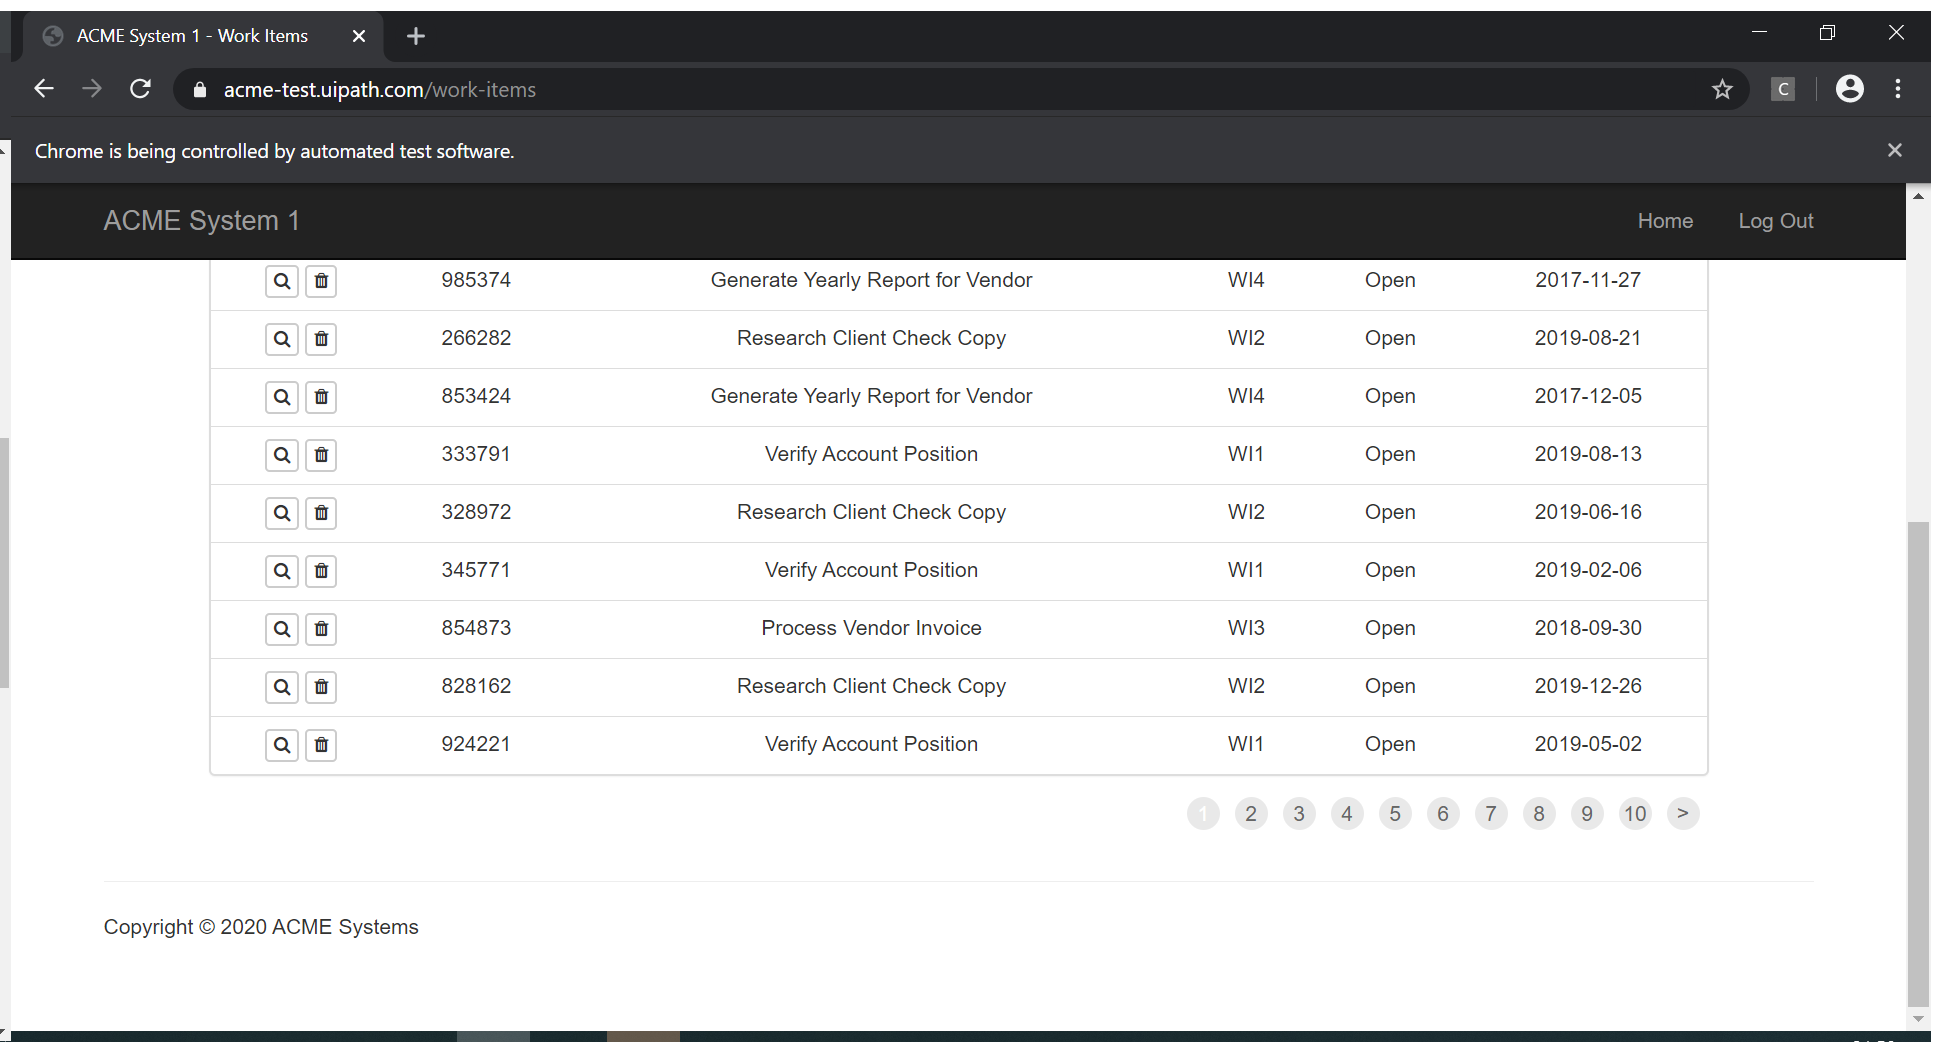 ACME System 1 - Work Items
acme-test.uipath.com/work-items
C
Chrome is being controlled by automated test software.
ACME System 1 Home Log Out
985374 Generate Yearly Report for Vendor WI4 Open 2017-11-27
266282 Research Client Check Copy WI2 Open 2019-08-21
853424 Generate Yearly Report for Vendor WI4 Open 2017-12-05
333791 Verify Account Position WI1 Open 2019-08-13
328972 Research Client Check Copy WI2 Open 2019-06-16
345771 Verify Account Position WI1 Open 2019-02-06
854873 Process Vendor Invoice WI3 Open 2018-09-30
828162 Research Client Check Copy WI2 Open 2019-12-26
924221 Verify Account Position WI1 Open 2019-05-02
1 2 3 4 5 6 7 8 9 10 >
Copyright © 2020 ACME Systems